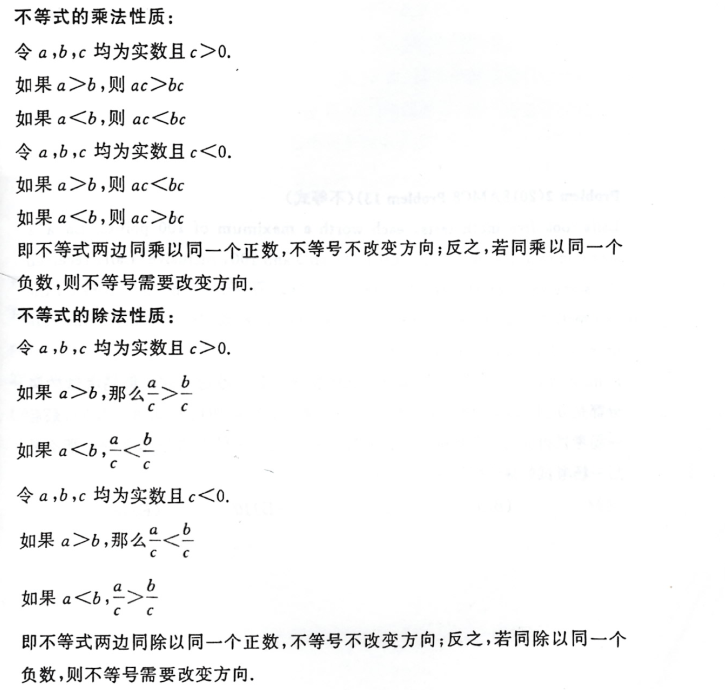 不等式的乘法性质:
令 a,b,c 均为实数且 c>0.
如果 a>b,则 ac>bc
如果 a<b,则 ac<bc
令 a,b,c 均为实数且 c<0.
如果 a>b,则 ac<bc
如果 a<b,则 ac>bc
即不等式两边同乘以同一个正数,不等号不改变方向;反之,若同乘以同一个
负数,则不等号需要改变方向.
不等式的除法性质:
令 a,b,c 均为实数且 c>0.
如果 a>b,那么 a/c > b/c
如果 a<b, a/c < b/c
令 a,b,c 均为实数且 c<0.
如果 a>b,那么 a/c < b/c
如果 a<b, a/c > b/c
即不等式两边同除以同一个正数,不等号不改变方向;反之,若同除以同一个
负数,则不等号需要改变方向.